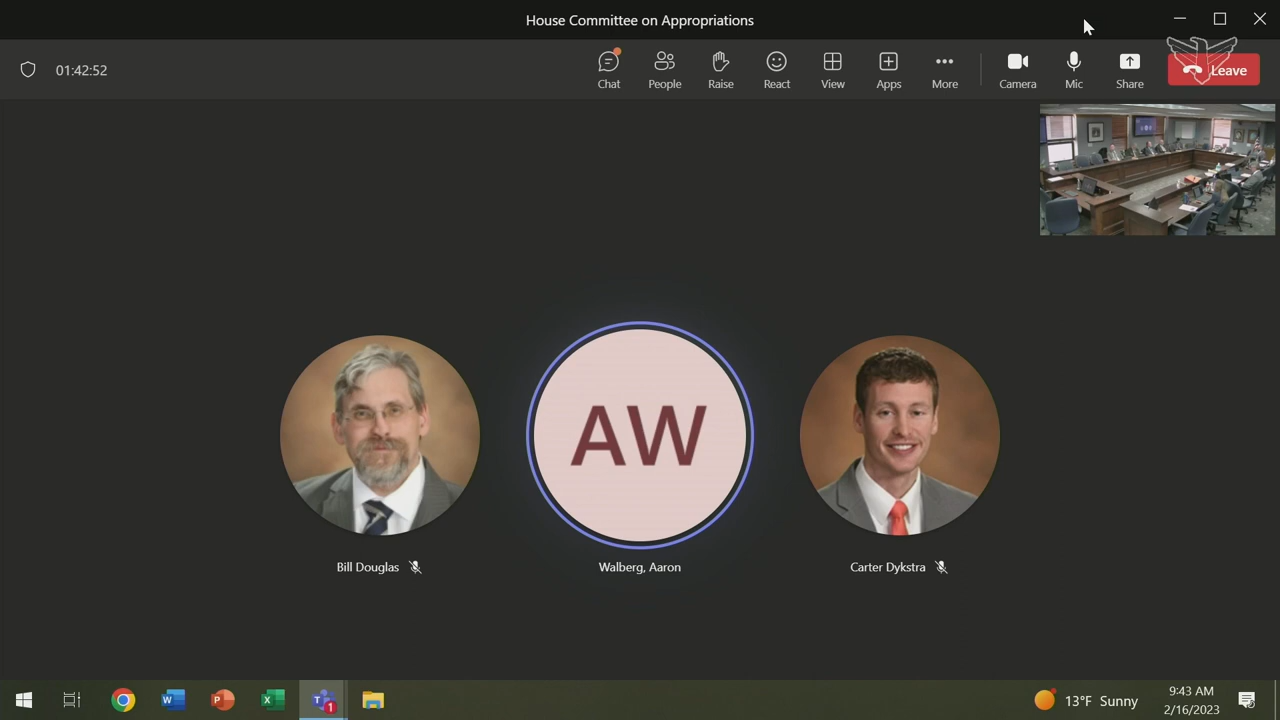 House Committee on Appropriations
01:42:52
Chat
People
Raise
React
View
Apps
More
Camera
Mic
Share
Leave
AW
Bill Douglas
Walberg, Aaron
Carter Dykstra
13°F Sunny
9:43 AM
2/16/2023
W
P
X
T
1